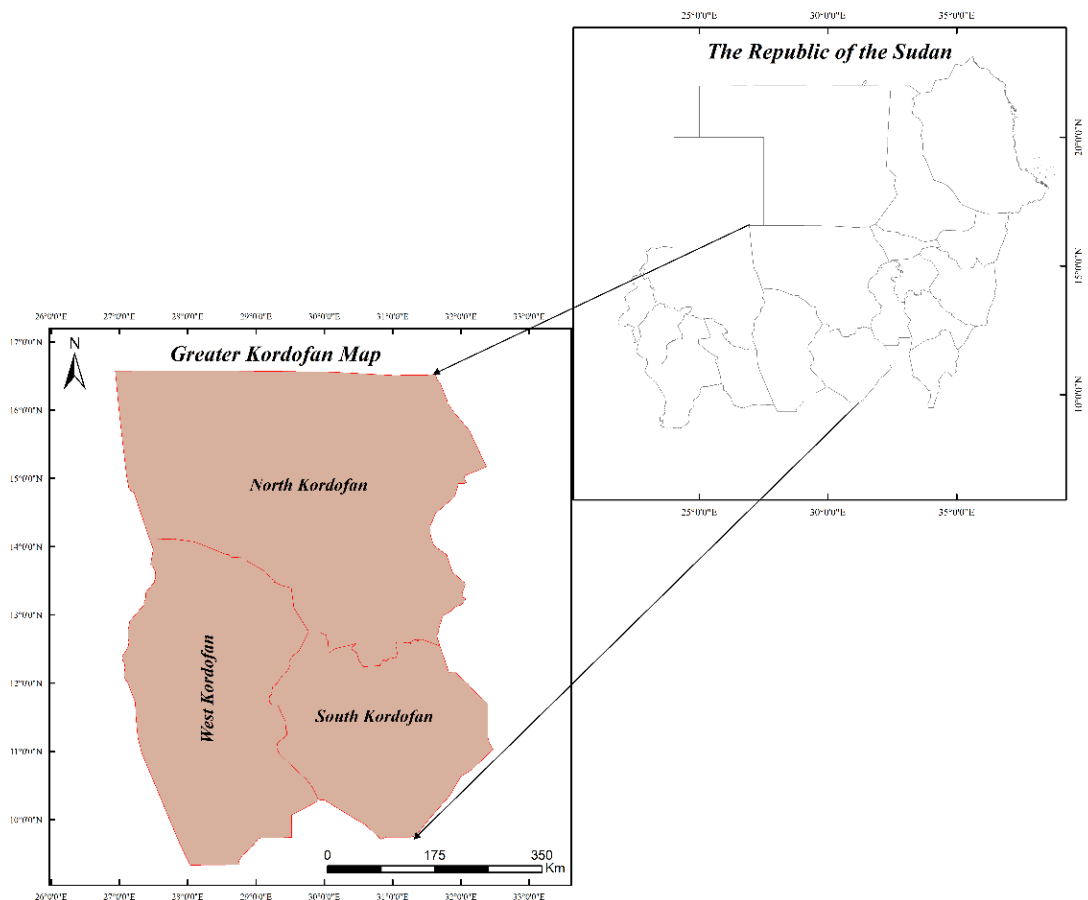 25°0'0"E 30°0'0"E 35°0'0"E
The Republic of the Sudan
20°0'0"N
15°0'0"N
10°0'0"N
25°0'0"E 30°0'0"E 35°0'0"E
26°0'0"E 27°0'0"E 28°0'0"E 29°0'0"E 30°0'0"E 31°0'0"E 32°0'0"E 33°0'0"E
17°0'0"N
N
Greater Kordofan Map
16°0'0"N
15°0'0"N
North Kordofan
14°0'0"N
13°0'0"N
12°0'0"N
West Kordofan
South Kordofan
11°0'0"N
10°0'0"N
0 175 350
Km
26°0'0"E 27°0'0"E 28°0'0"E 29°0'0"E 30°0'0"E 31°0'0"E 32°0'0"E 33°0'0"E